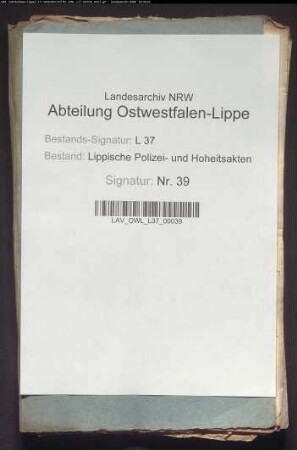 Landesarchiv NRW
Abteilung Ostwestfalen-Lippe
Bestands-Signatur: L 37
Bestand: Lippische Polizei- und Hoheitsakten
Signatur: Nr. 39
LAV_OWL_L37_00039